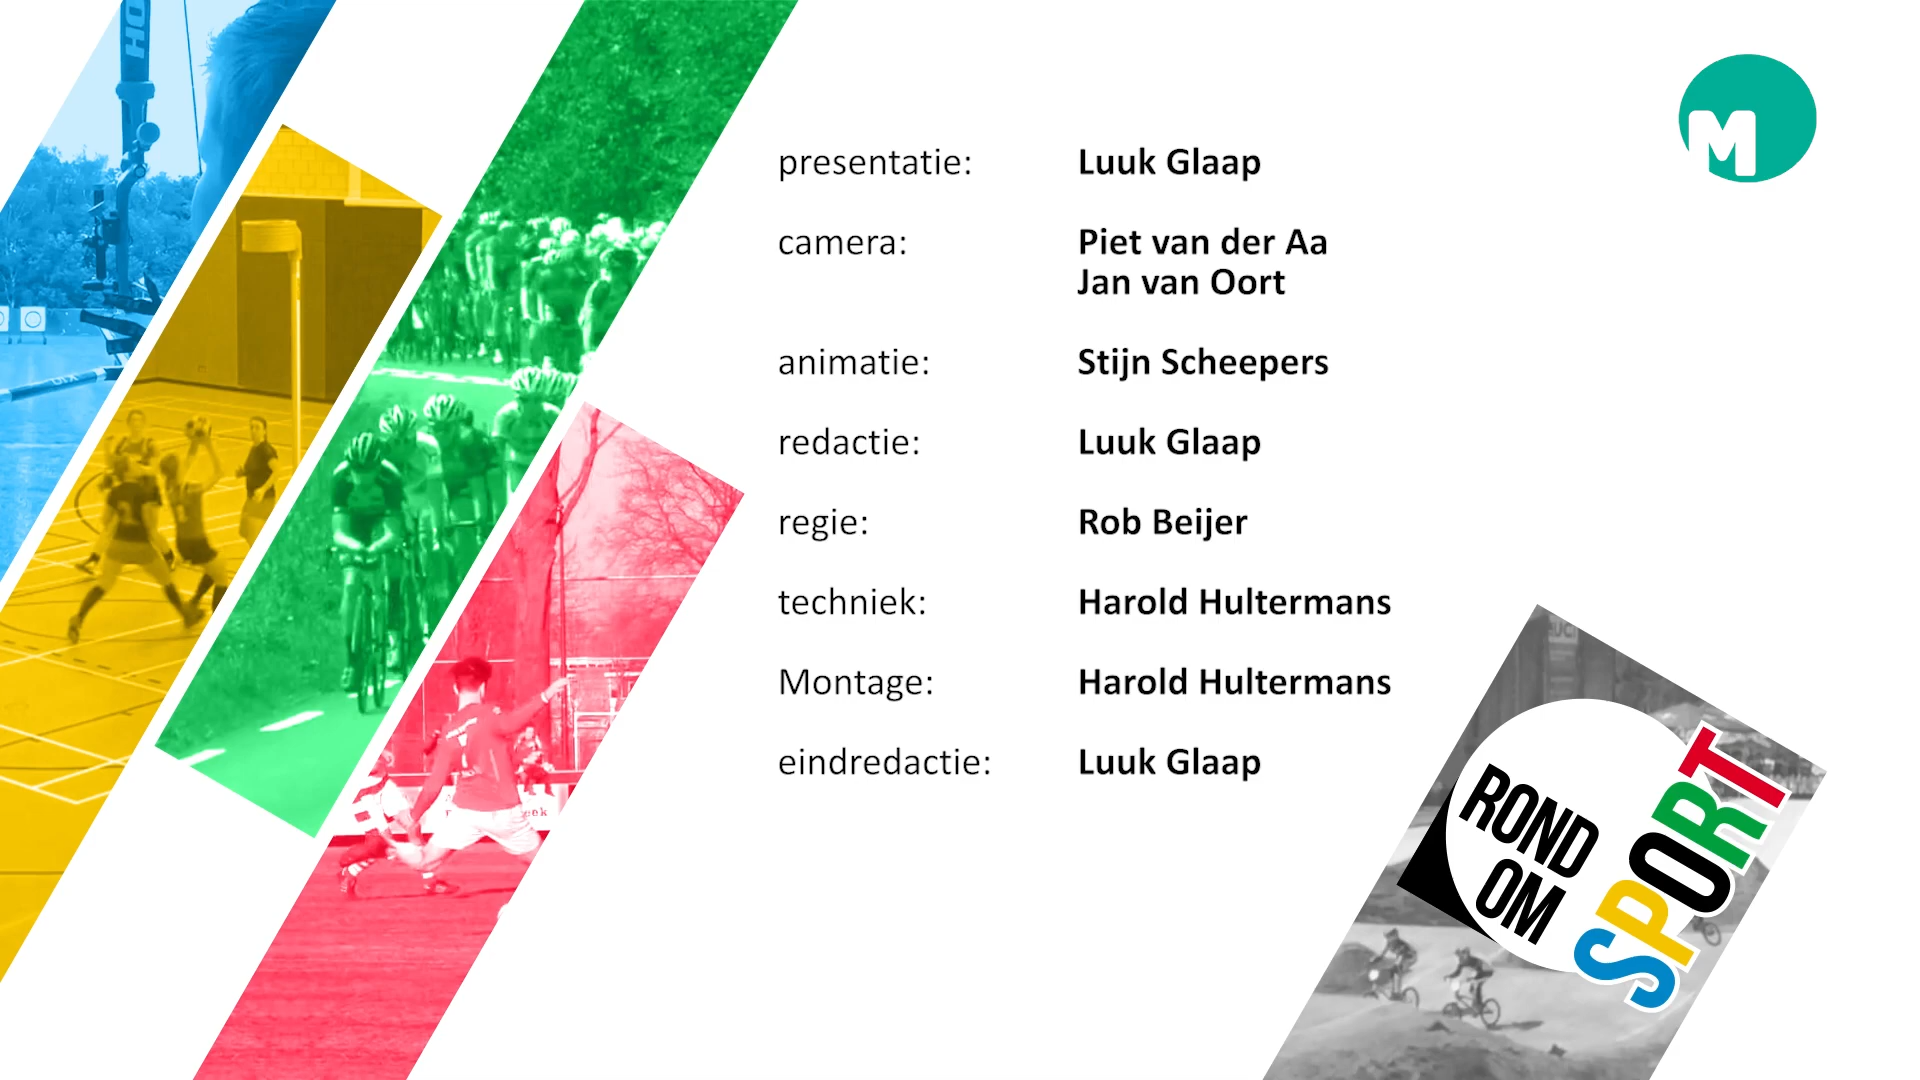 HO
M
presentatie: Luuk Glaap
camera: Piet van der Aa
Jan van Oort
animatie: Stijn Scheepers
redactie: Luuk Glaap
regie: Rob Beijer
techniek: Harold Hultermans
Montage: Harold Hultermans
eindredactie: Luuk Glaap
ROND
OM
SPORT